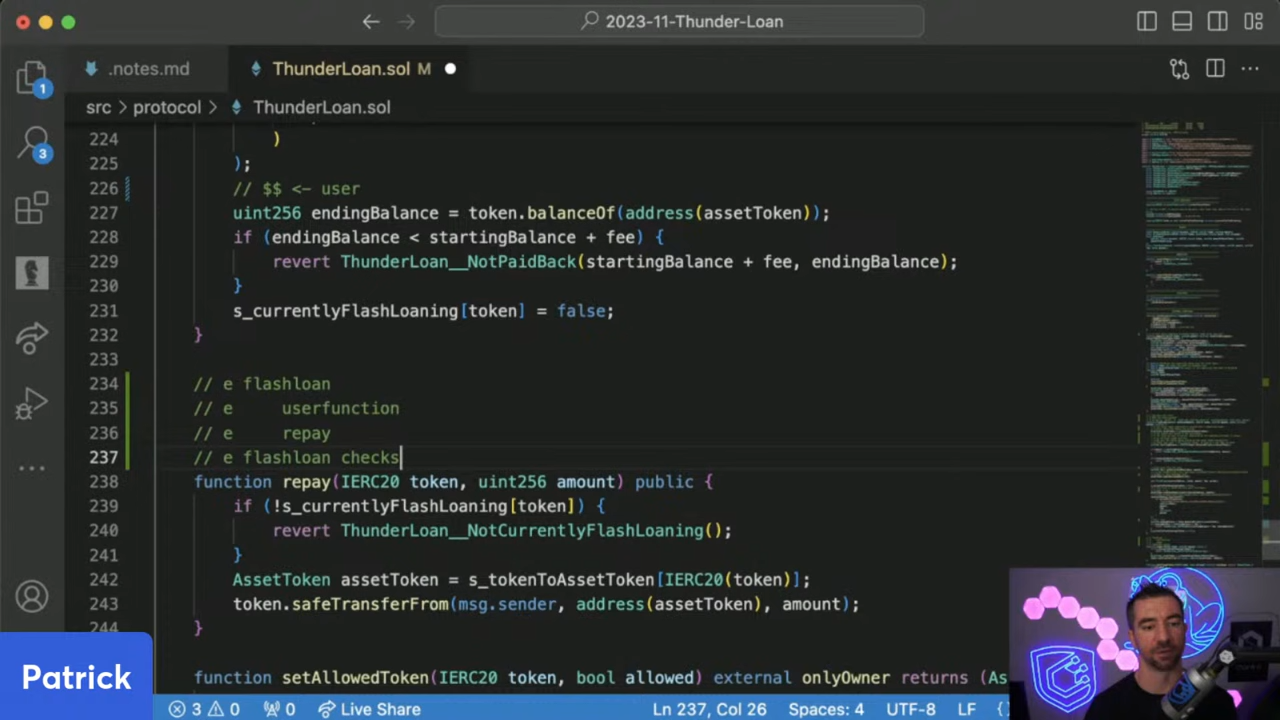 2023-11-Thunder-Loan
.notes.md
ThunderLoan.sol M
src > protocol > ThunderLoan.sol
224 )
225 );
226 // $$ <- user
227 uint256 endingBalance = token.balanceOf(address(assetToken));
228 if (endingBalance < startingBalance + fee) {
229 revert ThunderLoan__NotPaidBack(startingBalance + fee, endingBalance);
230 }
231 s_currentlyFlashLoaning[token] = false;
232 }
233
234 // e flashloan
235 // e userfunction
236 // e repay
237 // e flashloan checks
238 function repay(IERC20 token, uint256 amount) public {
239 if (!s_currentlyFlashLoaning[token]) {
240 revert ThunderLoan__NotCurrentlyFlashLoaning();
241 }
242 AssetToken assetToken = s_tokenToAssetToken[IERC20(token)];
243 token.safeTransferFrom(msg.sender, address(assetToken), amount);
244 }
function setAllowedToken(IERC20 token, bool allowed) external onlyOwner returns (As
1
3
Patrick
3 0 0 Live Share Ln 237, Col 26 Spaces: 4 UTF-8 LF {}